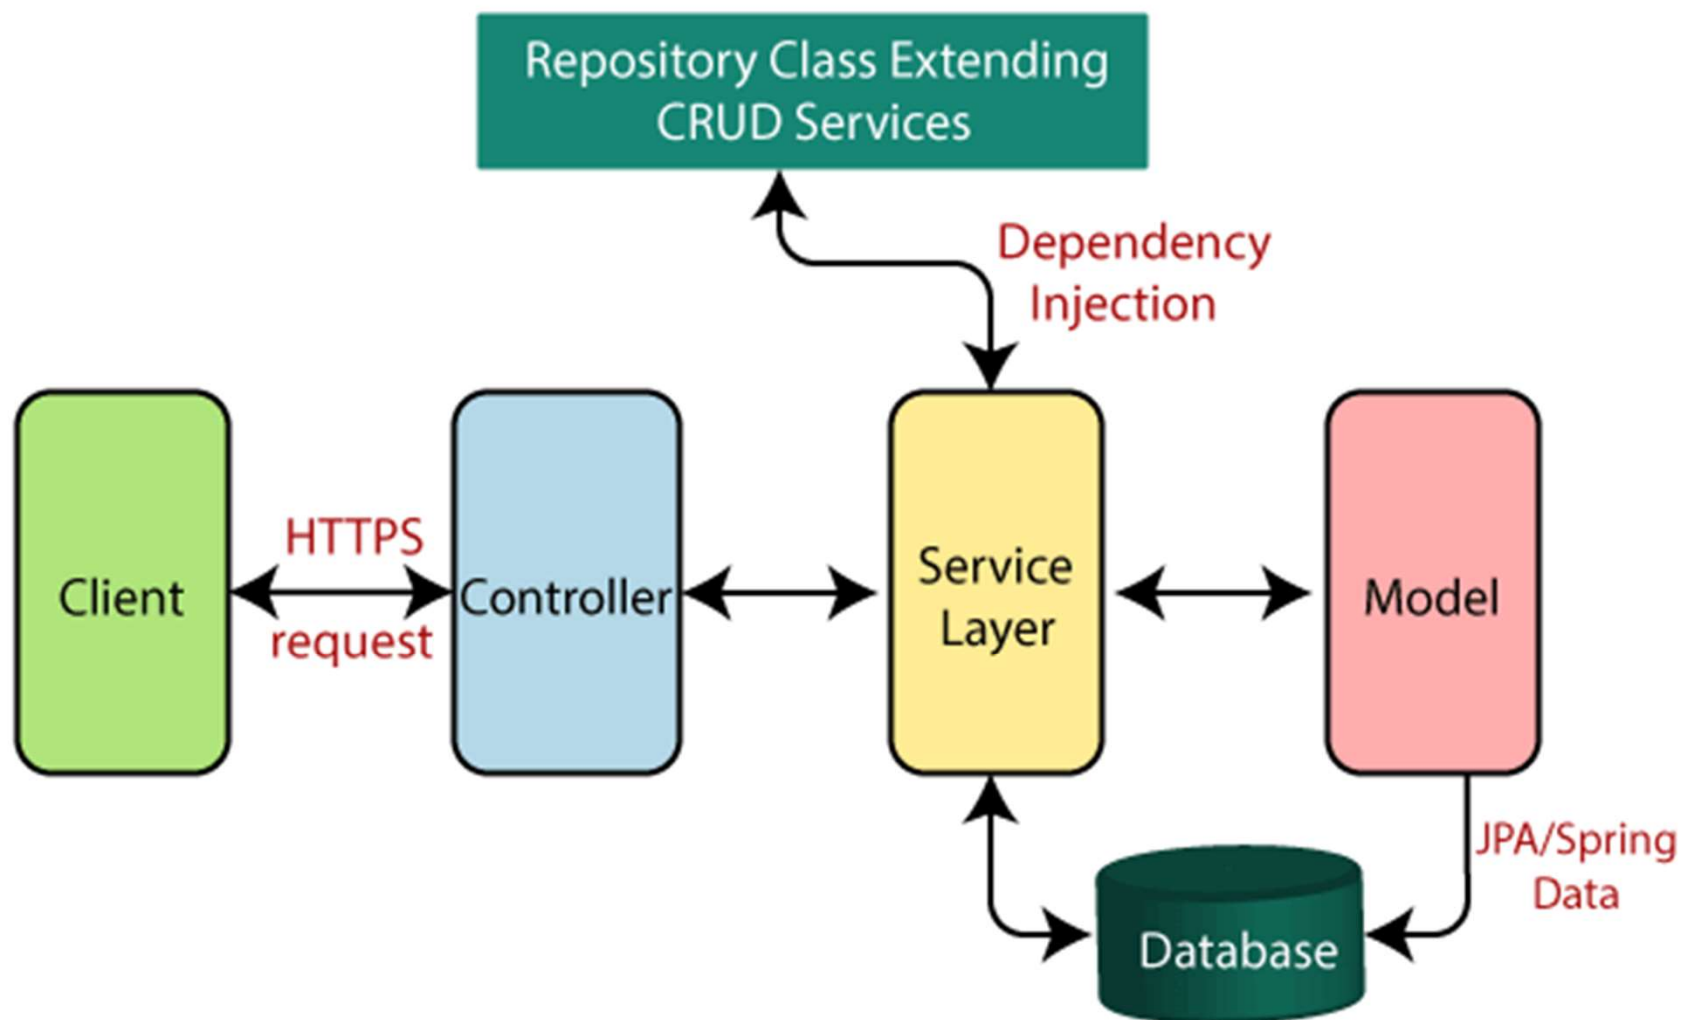 Repository Class Extending
CRUD Services
Dependency
Injection
HTTPS
request
Client
Controller
Service
Layer
Model
JPA/Spring
Data
Database